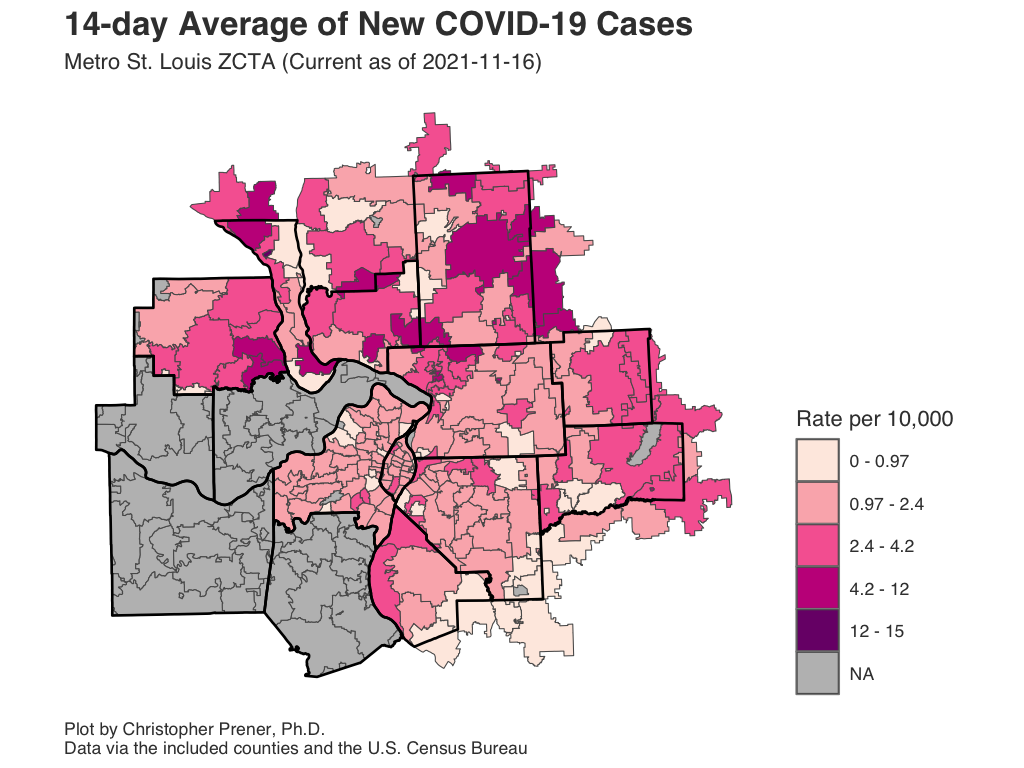 14-day Average of New COVID-19 Cases
Metro St. Louis ZCTA (Current as of 2021-11-16)
Rate per 10,000
0 - 0.97
0.97 - 2.4
2.4 - 4.2
4.2 - 12
12 - 15
NA
Plot by Christopher Prener, Ph.D.
Data via the included counties and the U.S. Census Bureau